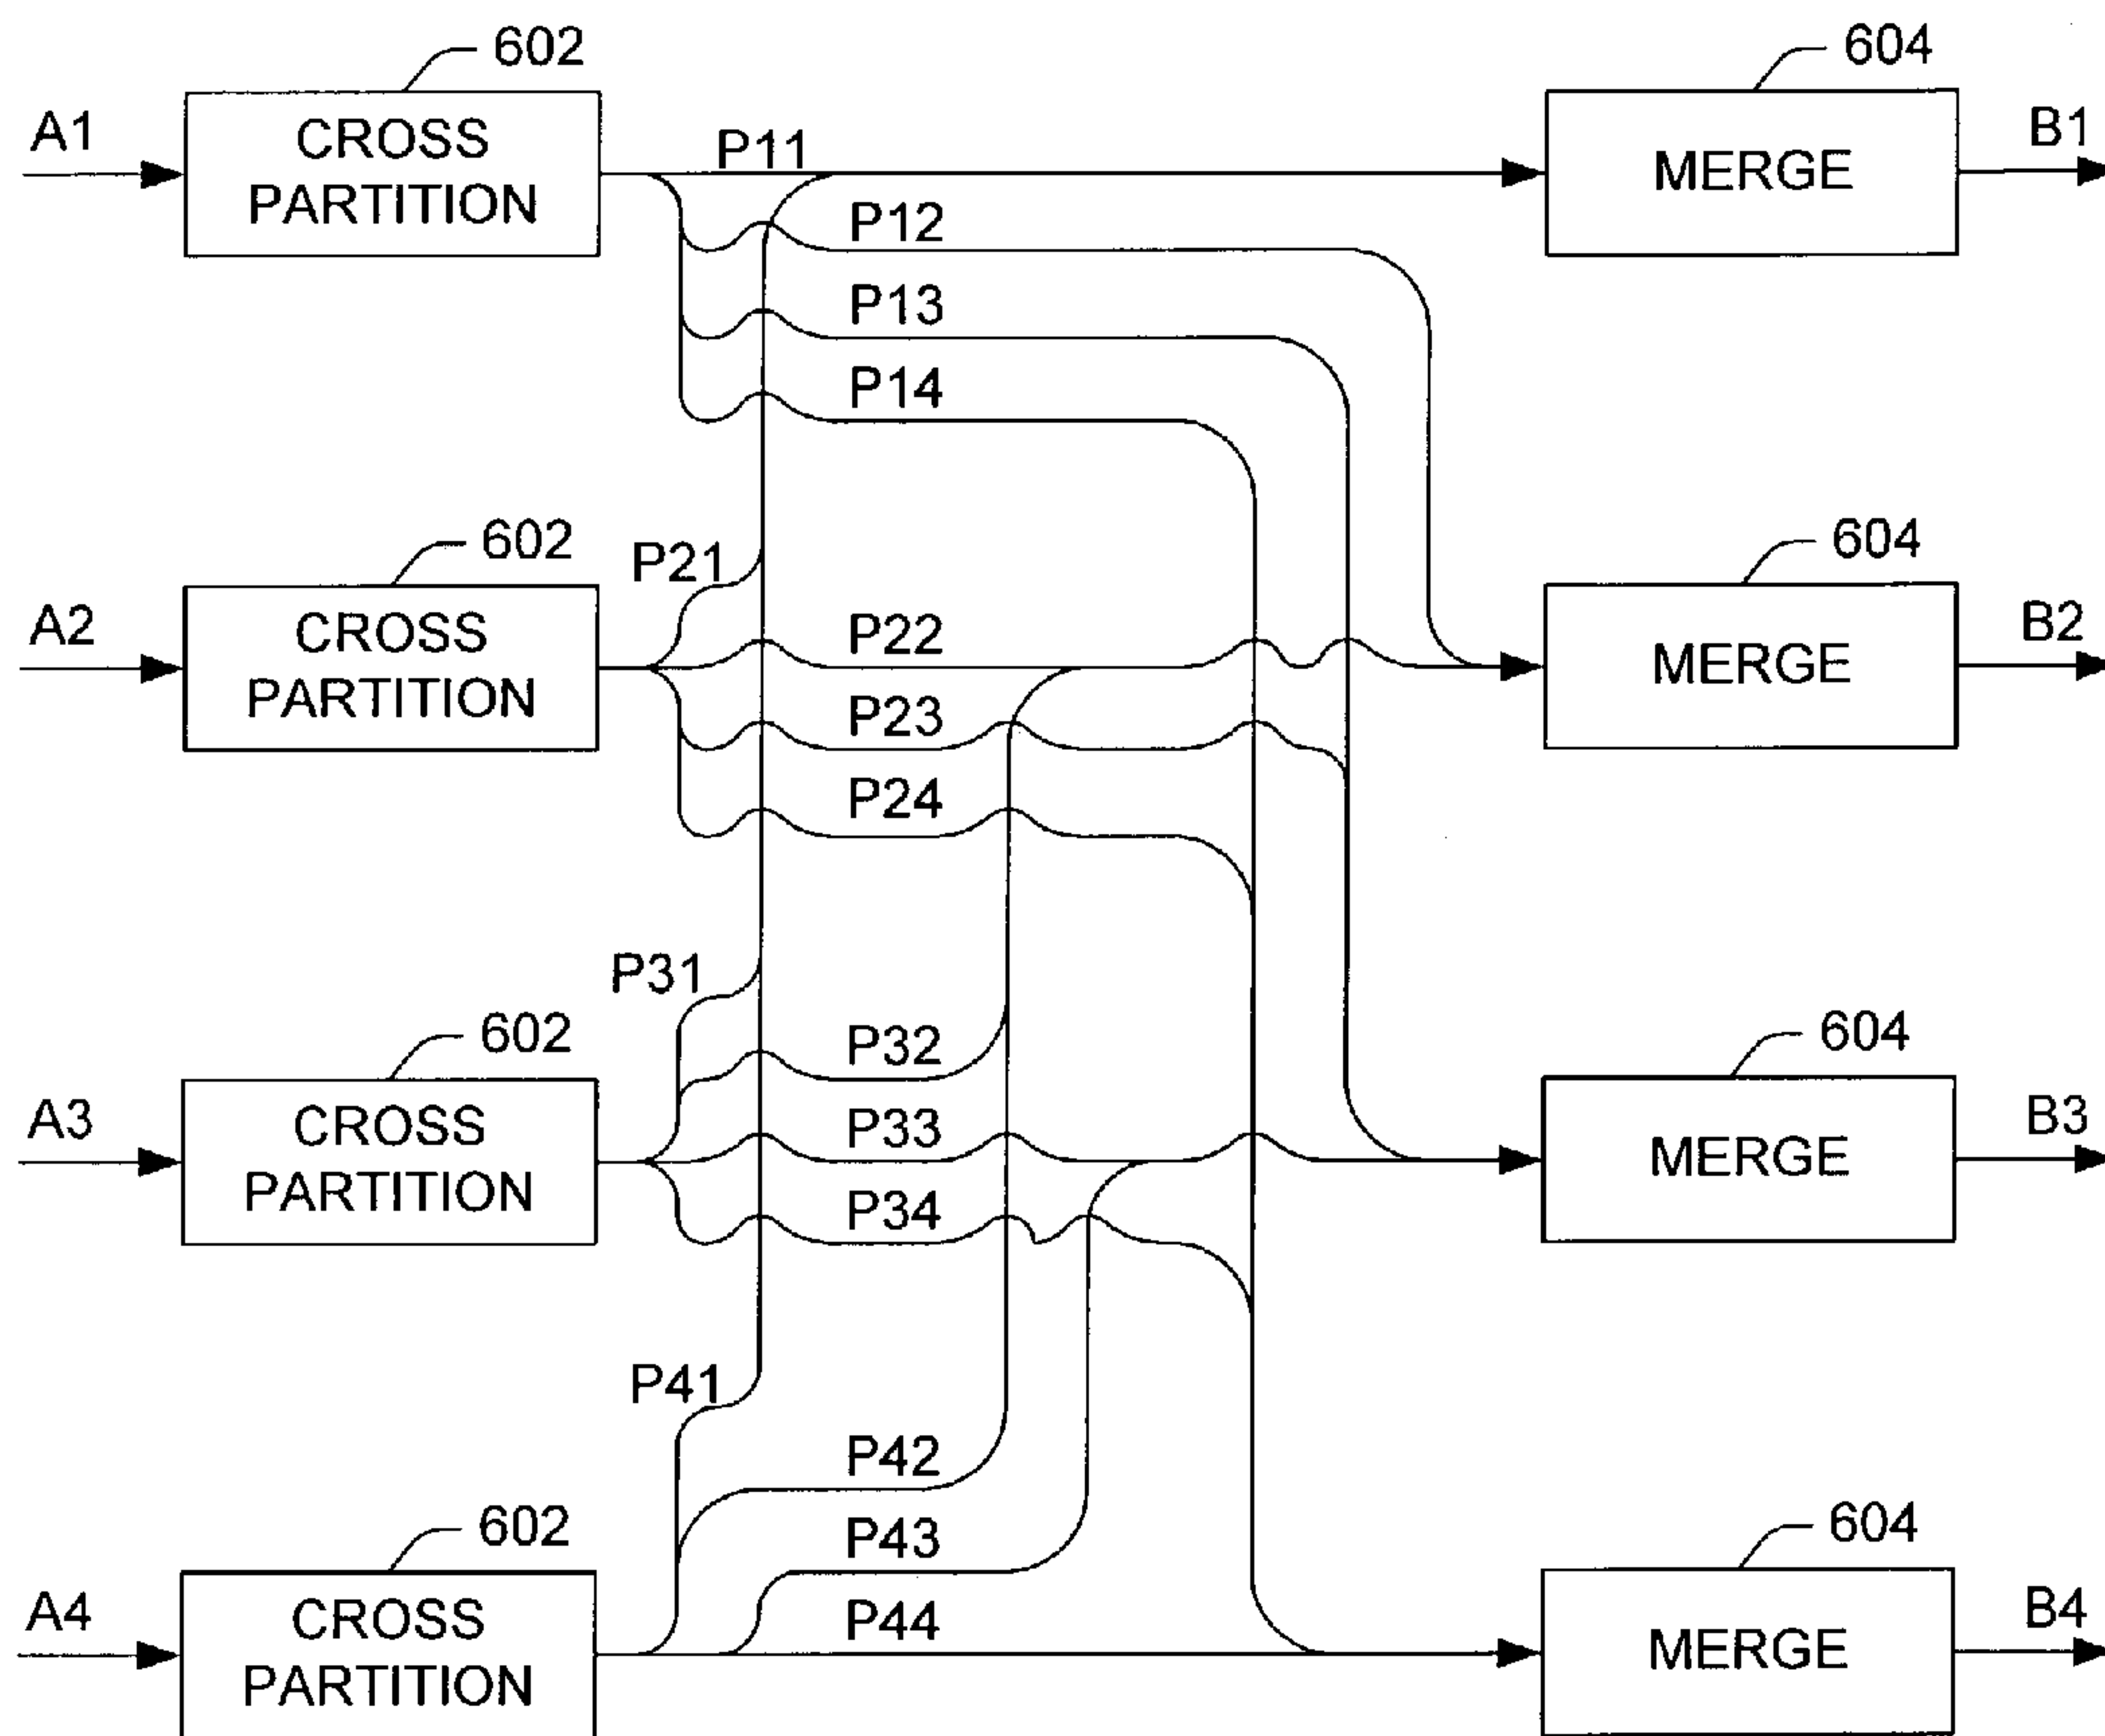 602
604
A1
CROSS
PARTITION
P11
MERGE
B1
P12
P13
P14
602
604
A2
CROSS
PARTITION
P21
P22
P23
P24
MERGE
B2
602
604
A3
CROSS
PARTITION
P31
P32
P33
P34
MERGE
B3
602
604
A4
CROSS
PARTITION
P41
P42
P43
P44
MERGE
B4